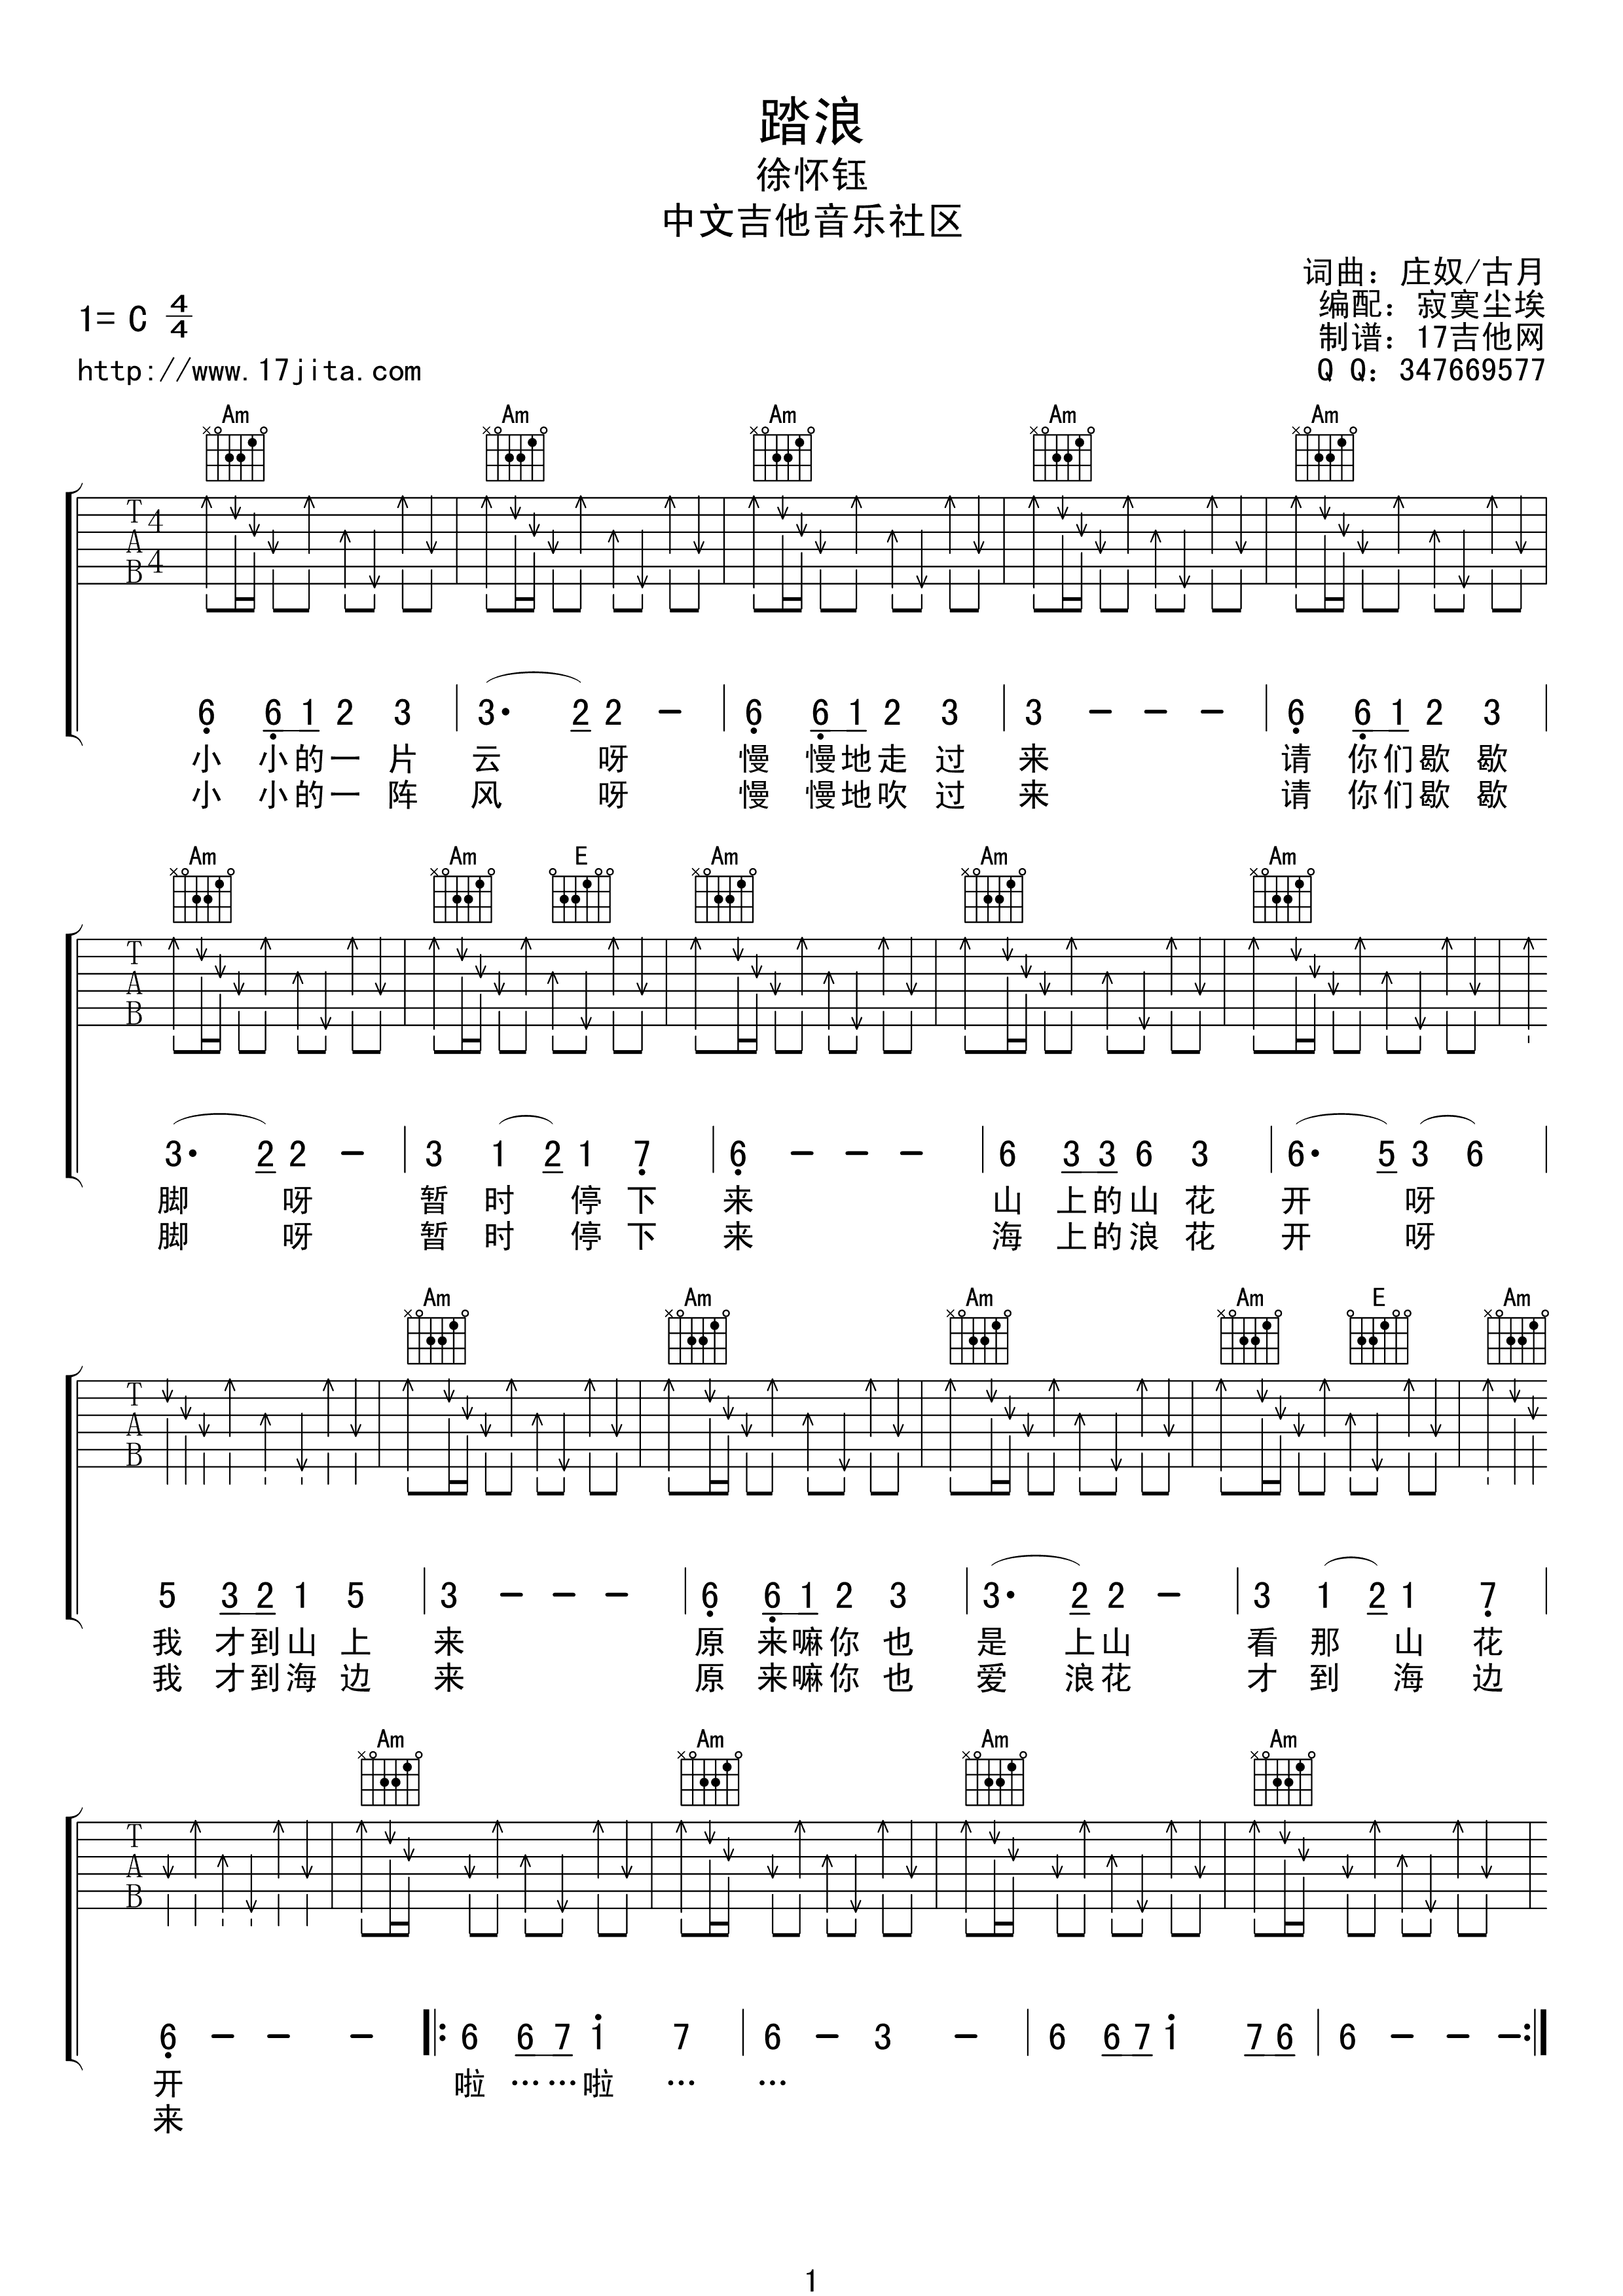 踏浪
徐怀钰
中文吉他音乐社区
词曲：庄奴/古月
编配：寂寞尘埃
1= C 4/4
制谱：17吉他网
http://www.17jita.com
Q Q：347669577
Am Am Am Am Am
T A B 4 4
6 6 1 2 3 | 3· 2 2 － | 6 6 1 2 3 | 3 － － － | 6 6 1 2 3 |
小 小的一 片 云 呀 慢 慢地走 过 来 请 你们歇 歇
小 小的一 阵 风 呀 慢 慢地吹 过 来 请 你们歇 歇
Am Am E Am Am Am
T A B
3· 2 2 － | 3 1 2 1 7 | 6 － － － | 6 3 3 6 3 | 6· 5 3 6 |
脚 呀 暂 时 停 下 来 山 上的山 花 开 呀
脚 呀 暂 时 停 下 来 海 上的浪 花 开 呀
Am Am Am Am E Am
T A B
5 3 2 1 5 | 3 － － － | 6 6 1 2 3 | 3· 2 2 － | 3 1 2 1 7 |
我 才到山 上 来 原 来嘛你 也 是 上山 看 那 山 花
我 才到海 边 来 原 来嘛你 也 爱 浪花 才 到 海 边
Am Am Am Am
T A B
6 － － － |: 6 6 7 1 7 | 6 － 3 － | 6 6 7 1 7 6 | 6 － － － :|
开 啦 ……啦 … …
来
1